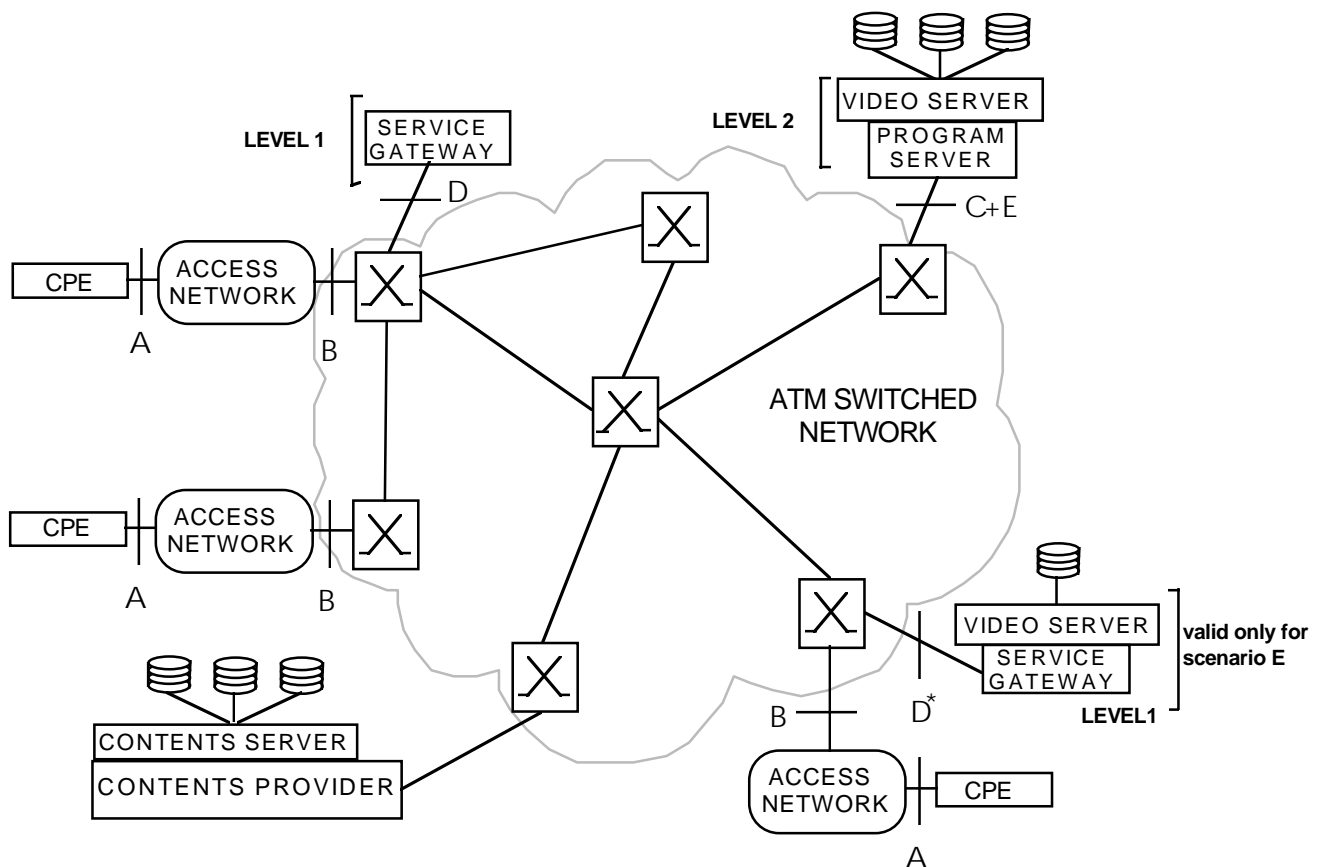 VIDEO SERVER
LEVEL 2
PROGRAM
SERVER
C+E
LEVEL 1
SERVICE
GATEWAY
D
CPE
A
ACCESS
NETWORK
B
ATM SWITCHED
NETWORK
CPE
A
ACCESS
NETWORK
B
VIDEO SERVER
SERVICE
GATEWAY
valid only for
scenario E
LEVEL1
D*
B
ACCESS
NETWORK
CPE
A
CONTENTS SERVER
CONTENTS PROVIDER